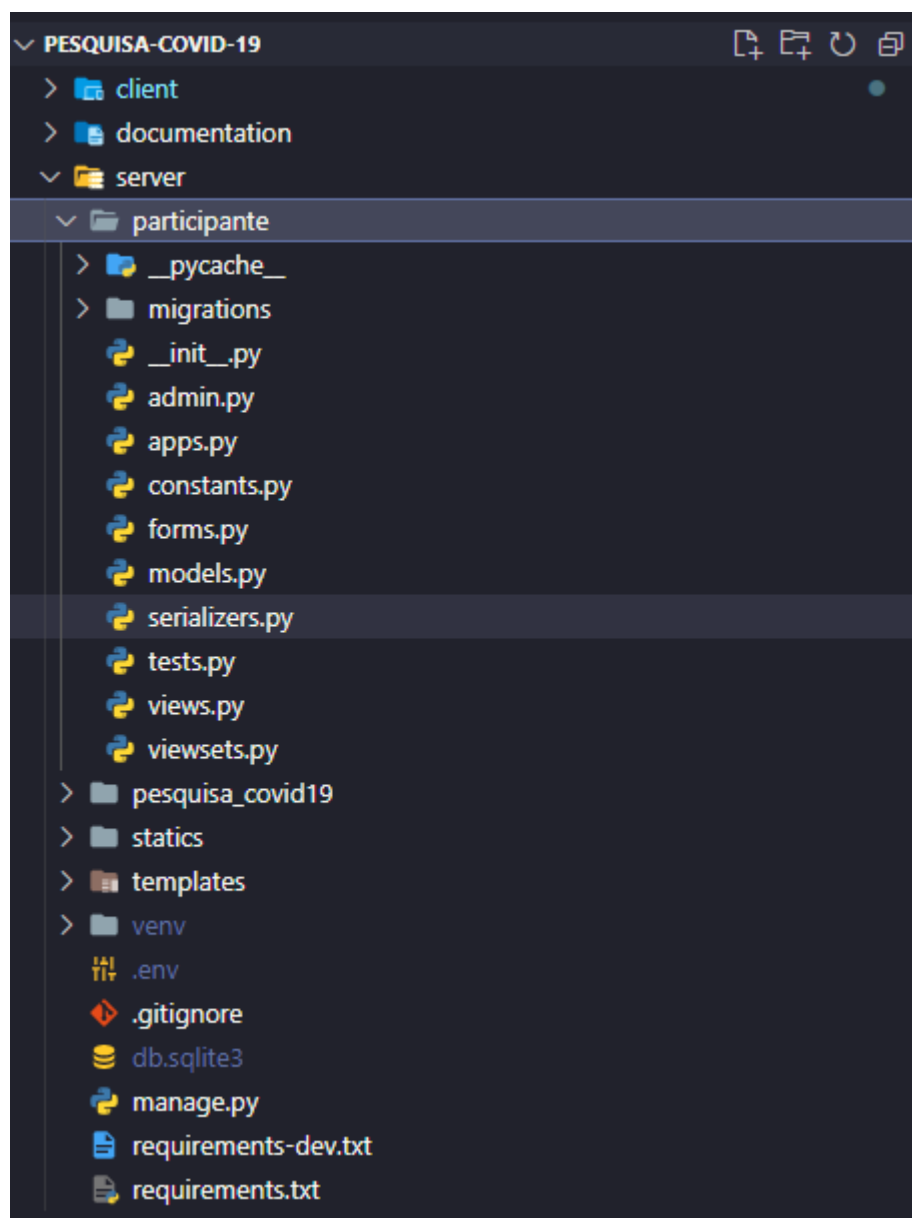 PESQUISA-COVID-19
client
documentation
server
participante
__pycache__
migrations
__init__.py
admin.py
apps.py
constants.py
forms.py
models.py
serializers.py
tests.py
views.py
viewsets.py
pesquisa_covid19
statics
templates
venv
.env
.gitignore
db.sqlite3
manage.py
requirements-dev.txt
requirements.txt